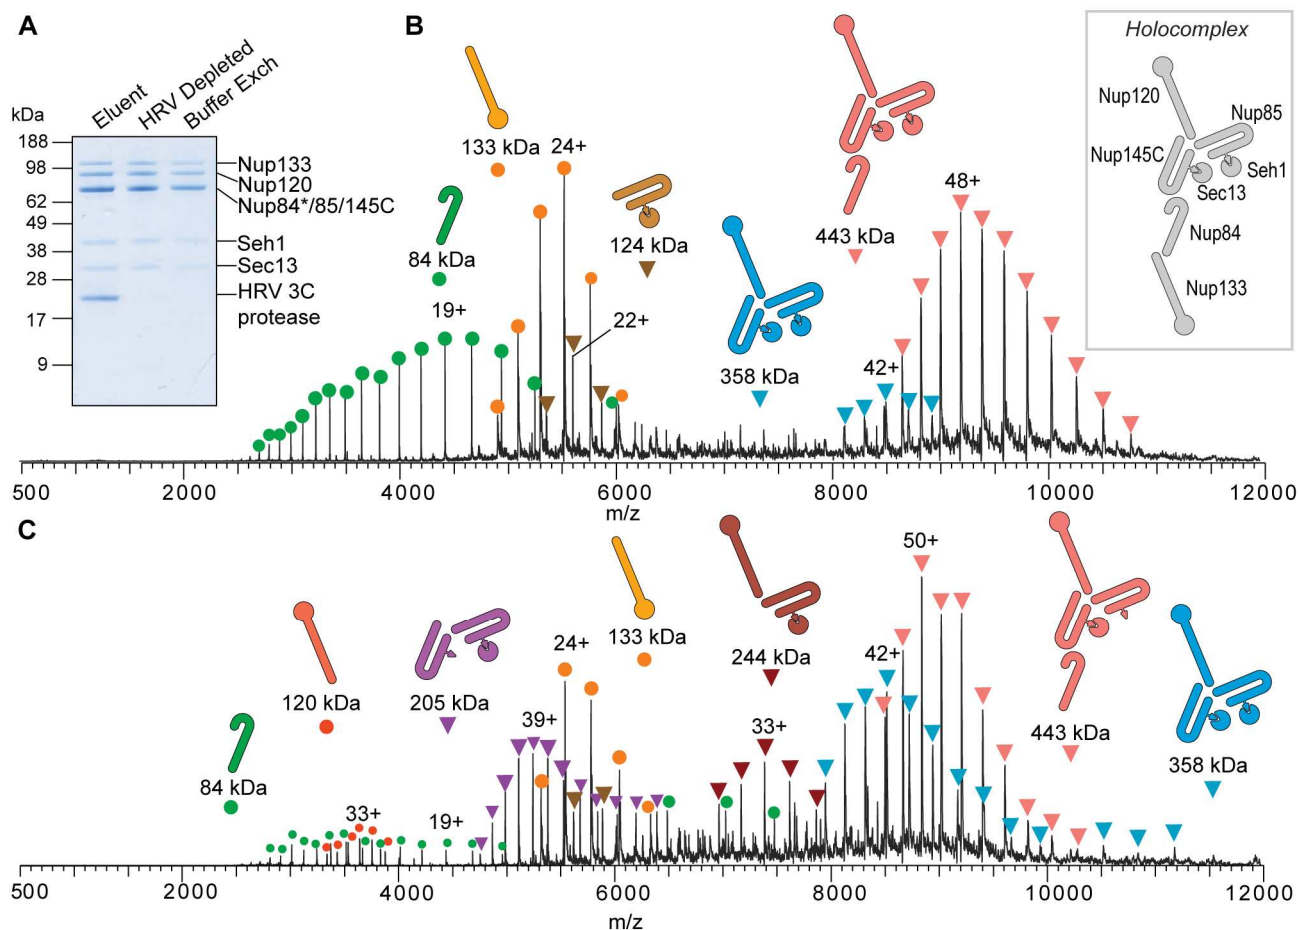 A
kDa
Eluent
HRV Depleted
Buffer Exch
188
98
62
49
38
28
17
9
Nup133
Nup120
Nup84*/85/145C
Seh1
Sec13
HRV 3C
protease
B
84 kDa
19+
133 kDa
24+
124 kDa
22+
358 kDa
42+
443 kDa
48+
Holocomplex
Nup120
Nup85
Nup145C
Seh1
Sec13
Nup84
Nup133
500
2000
4000
6000
8000
10000
12000
m/z
C
84 kDa
120 kDa
33+
19+
205 kDa
39+
24+
133 kDa
244 kDa
33+
42+
50+
443 kDa
358 kDa
500
2000
4000
6000
8000
10000
12000
m/z